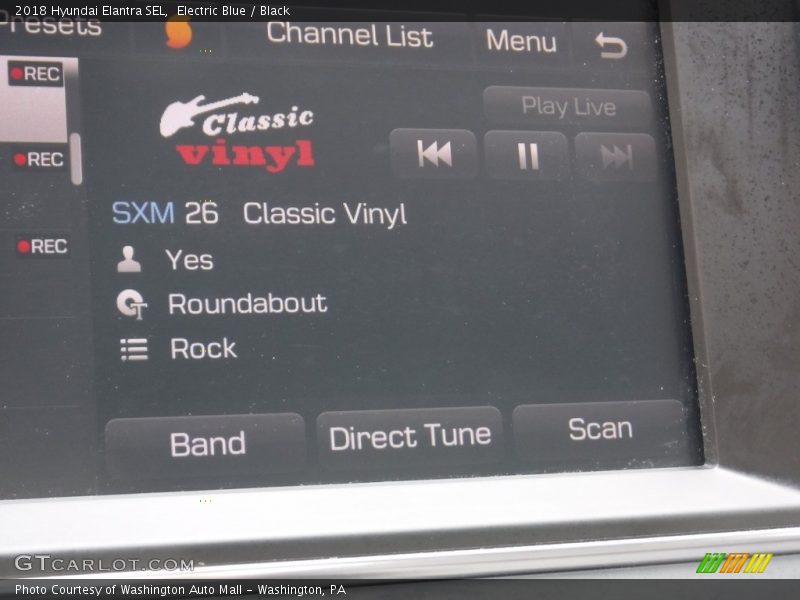 2018 Hyundai Elantra SEL, Electric Blue / Black
Presets
Channel List
Menu
REC
REC
REC
Classic
vinyl
Play Live
SXM 26 Classic Vinyl
Yes
Roundabout
Rock
Band
Direct Tune
Scan
GTCARLOT.COM
Photo Courtesy of Washington Auto Mall - Washington, PA